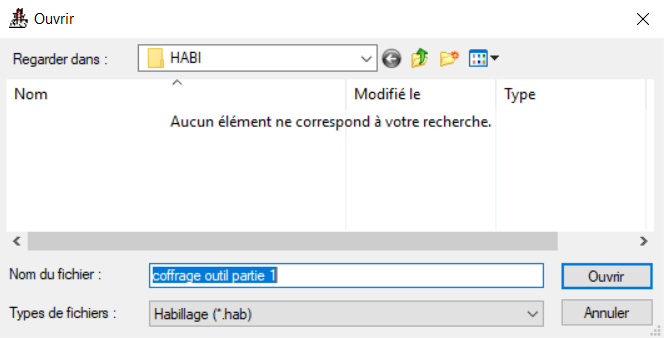 Ouvrir
Regarder dans :
HABI
Nom Modifié le Type
Aucun élément ne correspond à votre recherche.
Nom du fichier : coffrage outil partie 1 Ouvrir
Types de fichiers : Habillage (*.hab) Annuler